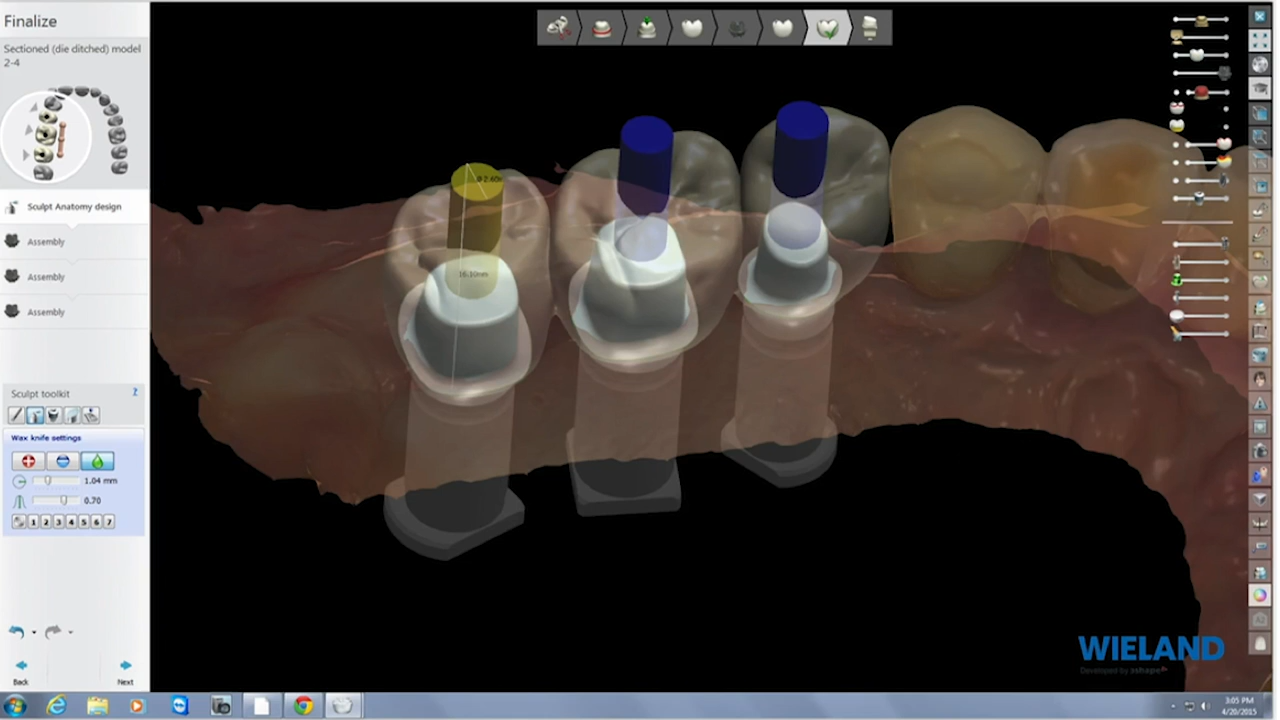 Finalize
Sectioned (die ditched) model
2-4
Sculpt Anatomy design
Assembly
Assembly
Assembly
Sculpt toolkit
?
Wax knife settings
1.04 mm
0.70
1 2 3 4 5 6 7
Back
Next
16.10mm
WIELAND
Developed by 3shape
3:05 PM
4/20/2015